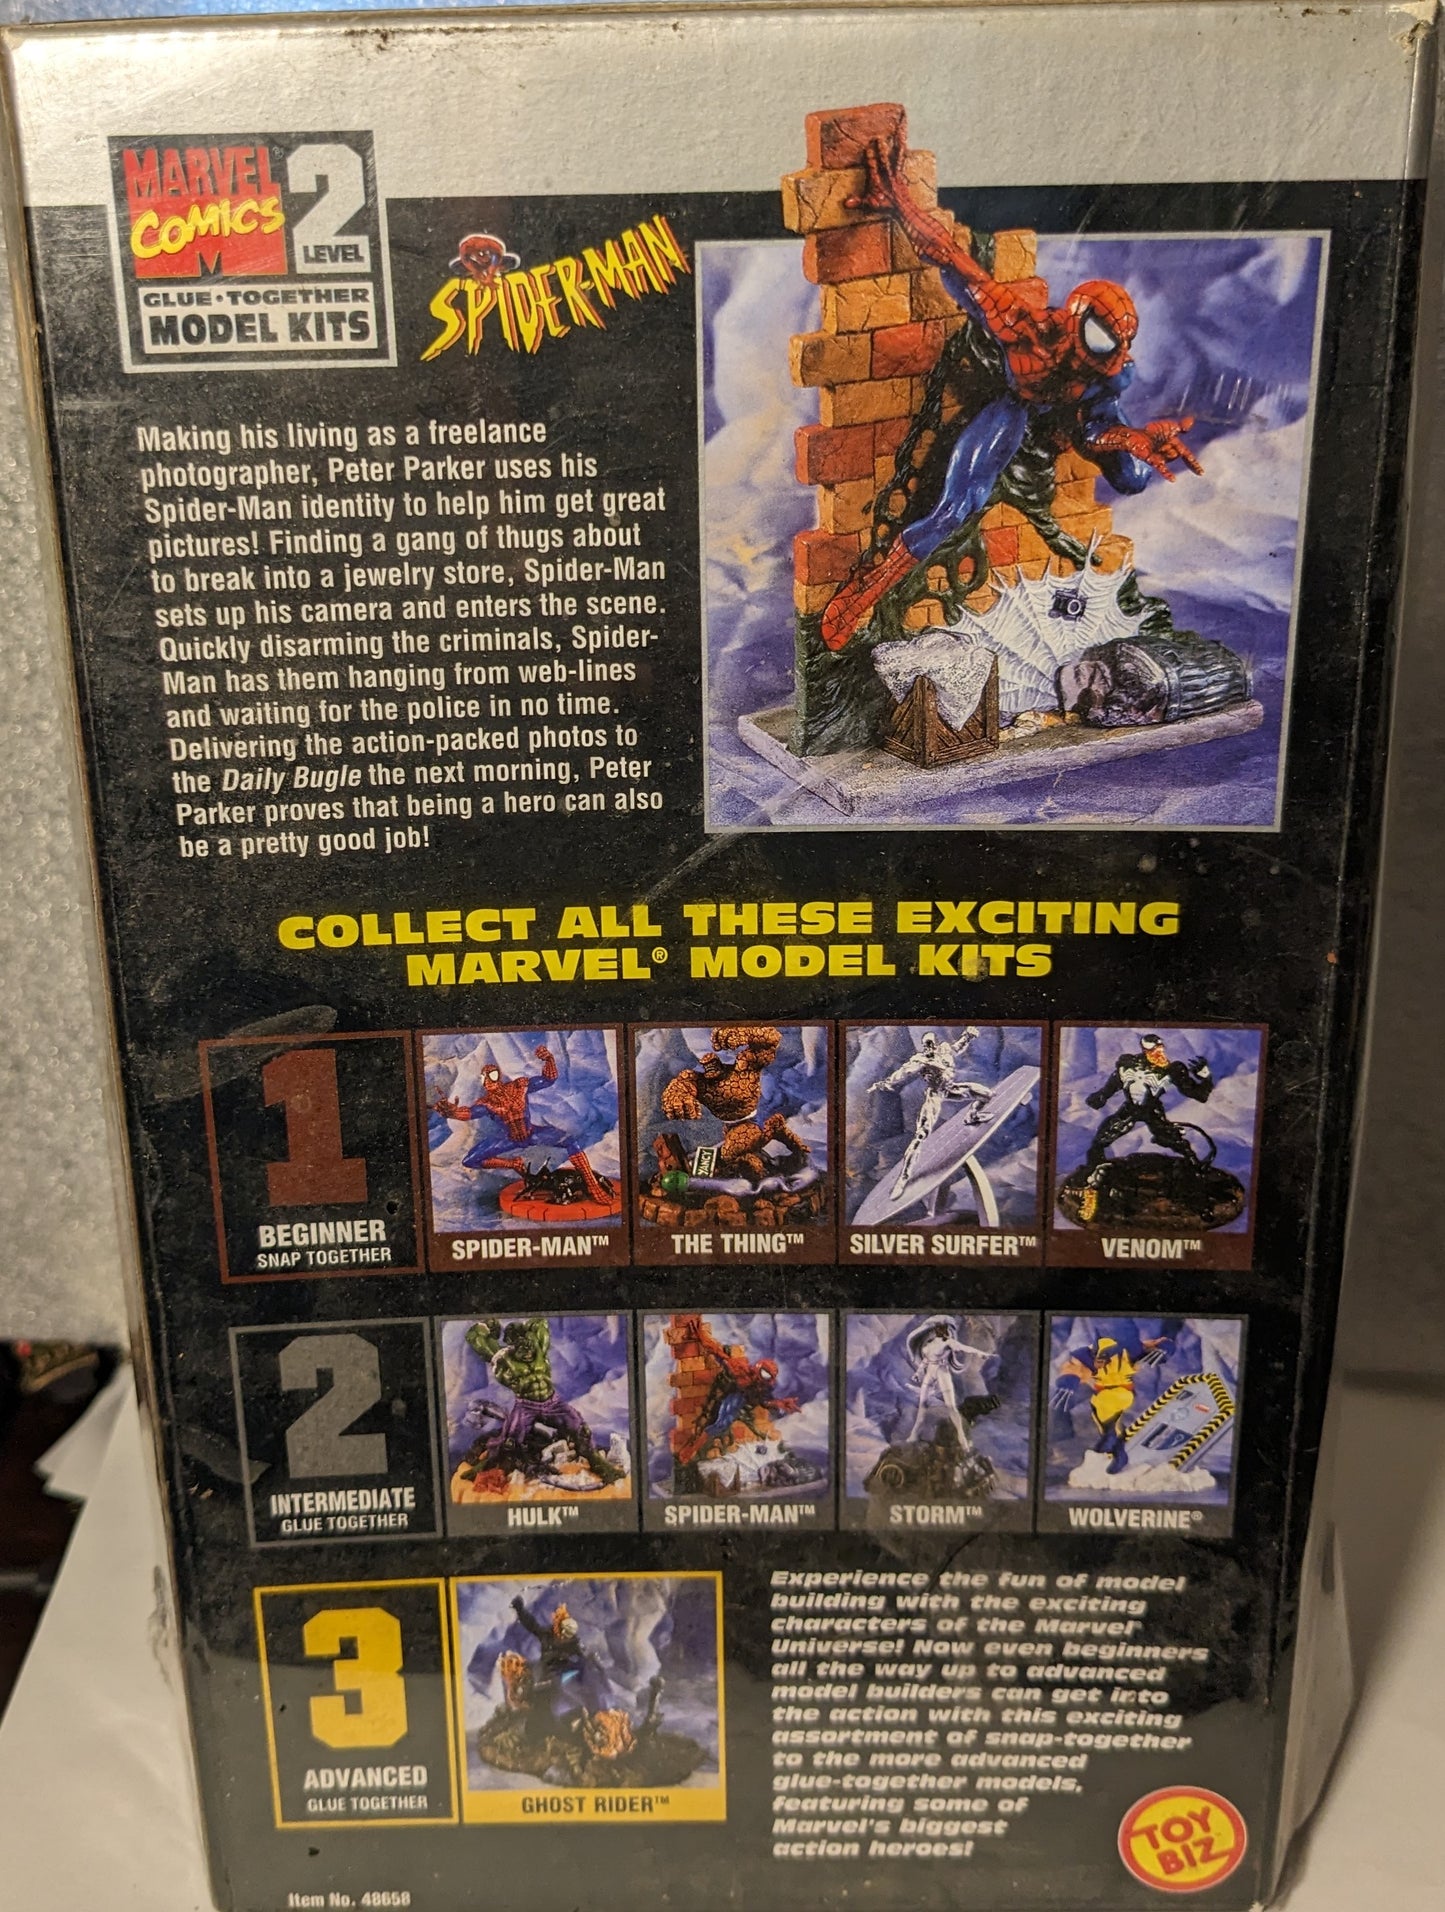 MARVEL®
COMICS
M
2
LEVEL
GLUE•TOGETHER
MODEL KITS
SPIDER-MAN
Making his living as a freelance
photographer, Peter Parker uses his
Spider-Man identity to help him get great
pictures! Finding a gang of thugs about
to break into a jewelry store, Spider-Man
sets up his camera and enters the scene.
Quickly disarming the criminals, Spider-
Man has them hanging from web-lines
and waiting for the police in no time.
Delivering the action-packed photos to
the Daily Bugle the next morning, Peter
Parker proves that being a hero can also
be a pretty good job!
COLLECT ALL THESE EXCITING
MARVEL® MODEL KITS
1
BEGINNER
SNAP TOGETHER
SPIDER-MAN™
YANCY
THE THING™
SILVER SURFER™
VENOM™
2
INTERMEDIATE
GLUE TOGETHER
HULK™
SPIDER-MAN™
STORM™
WOLVERINE®
3
ADVANCED
GLUE TOGETHER
GHOST RIDER™
Experience the fun of model
building with the exciting
characters of the Marvel
Universe! Now even beginners
all the way up to advanced
model builders can get into
the action with this exciting
assortment of snap-together
to the more advanced
glue-together models,
featuring some of
Marvel's biggest
action heroes!
TOY
BIZ
Item No. 48658